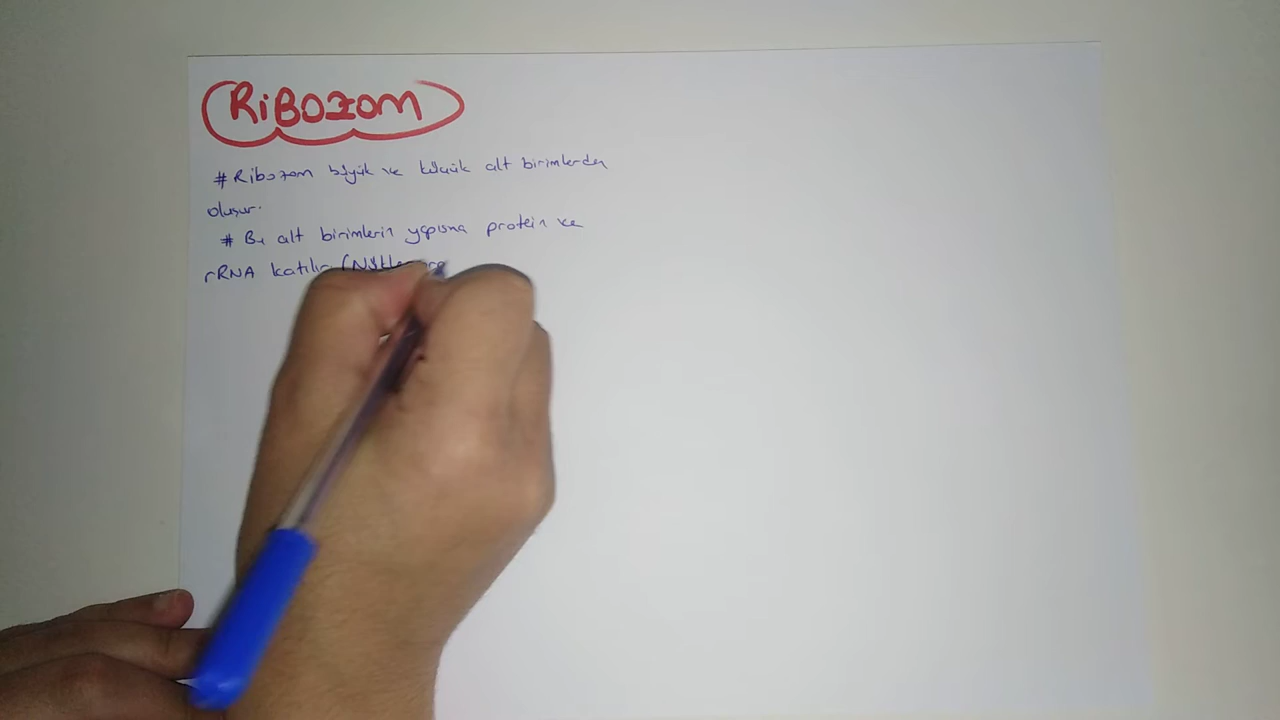 RiBozom
# Ribozom büyük ve küçük alt birimlerden
oluşur.
# Bu alt birimlerin yapısına protein ve
rRNA katılır